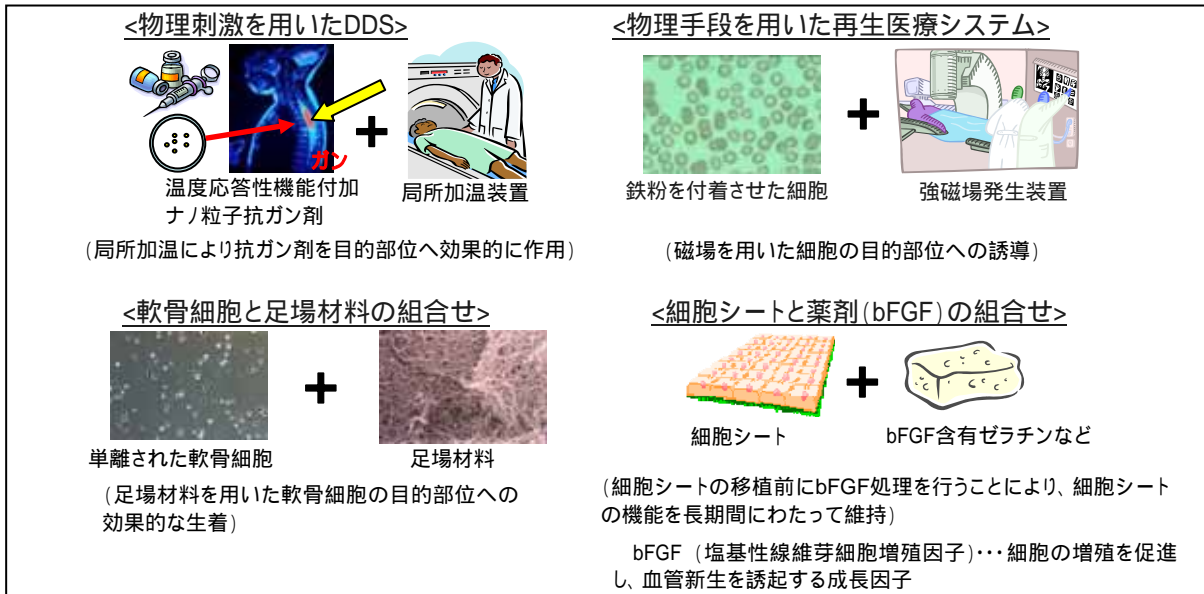 <物理刺激を用いたDDS>
ガン
温度応答性機能付加
ナノ粒子抗ガン剤
局所加温装置
(局所加温により抗ガン剤を目的部位へ効果的に作用)
<物理手段を用いた再生医療システム>
鉄粉を付着させた細胞
強磁場発生装置
(磁場を用いた細胞の目的部位への誘導)
<軟骨細胞と足場材料の組合せ>
単離された軟骨細胞
足場材料
(足場材料を用いた軟骨細胞の目的部位への
効果的な生着)
<細胞シートと薬剤(bFGF)の組合せ>
細胞シート
bFGF含有ゼラチンなど
(細胞シートの移植前にbFGF処理を行うことにより、細胞シート
の機能を長期間にわたって維持)
bFGF (塩基性線維芽細胞増殖因子)･･･細胞の増殖を促進
し、血管新生を誘起する成長因子